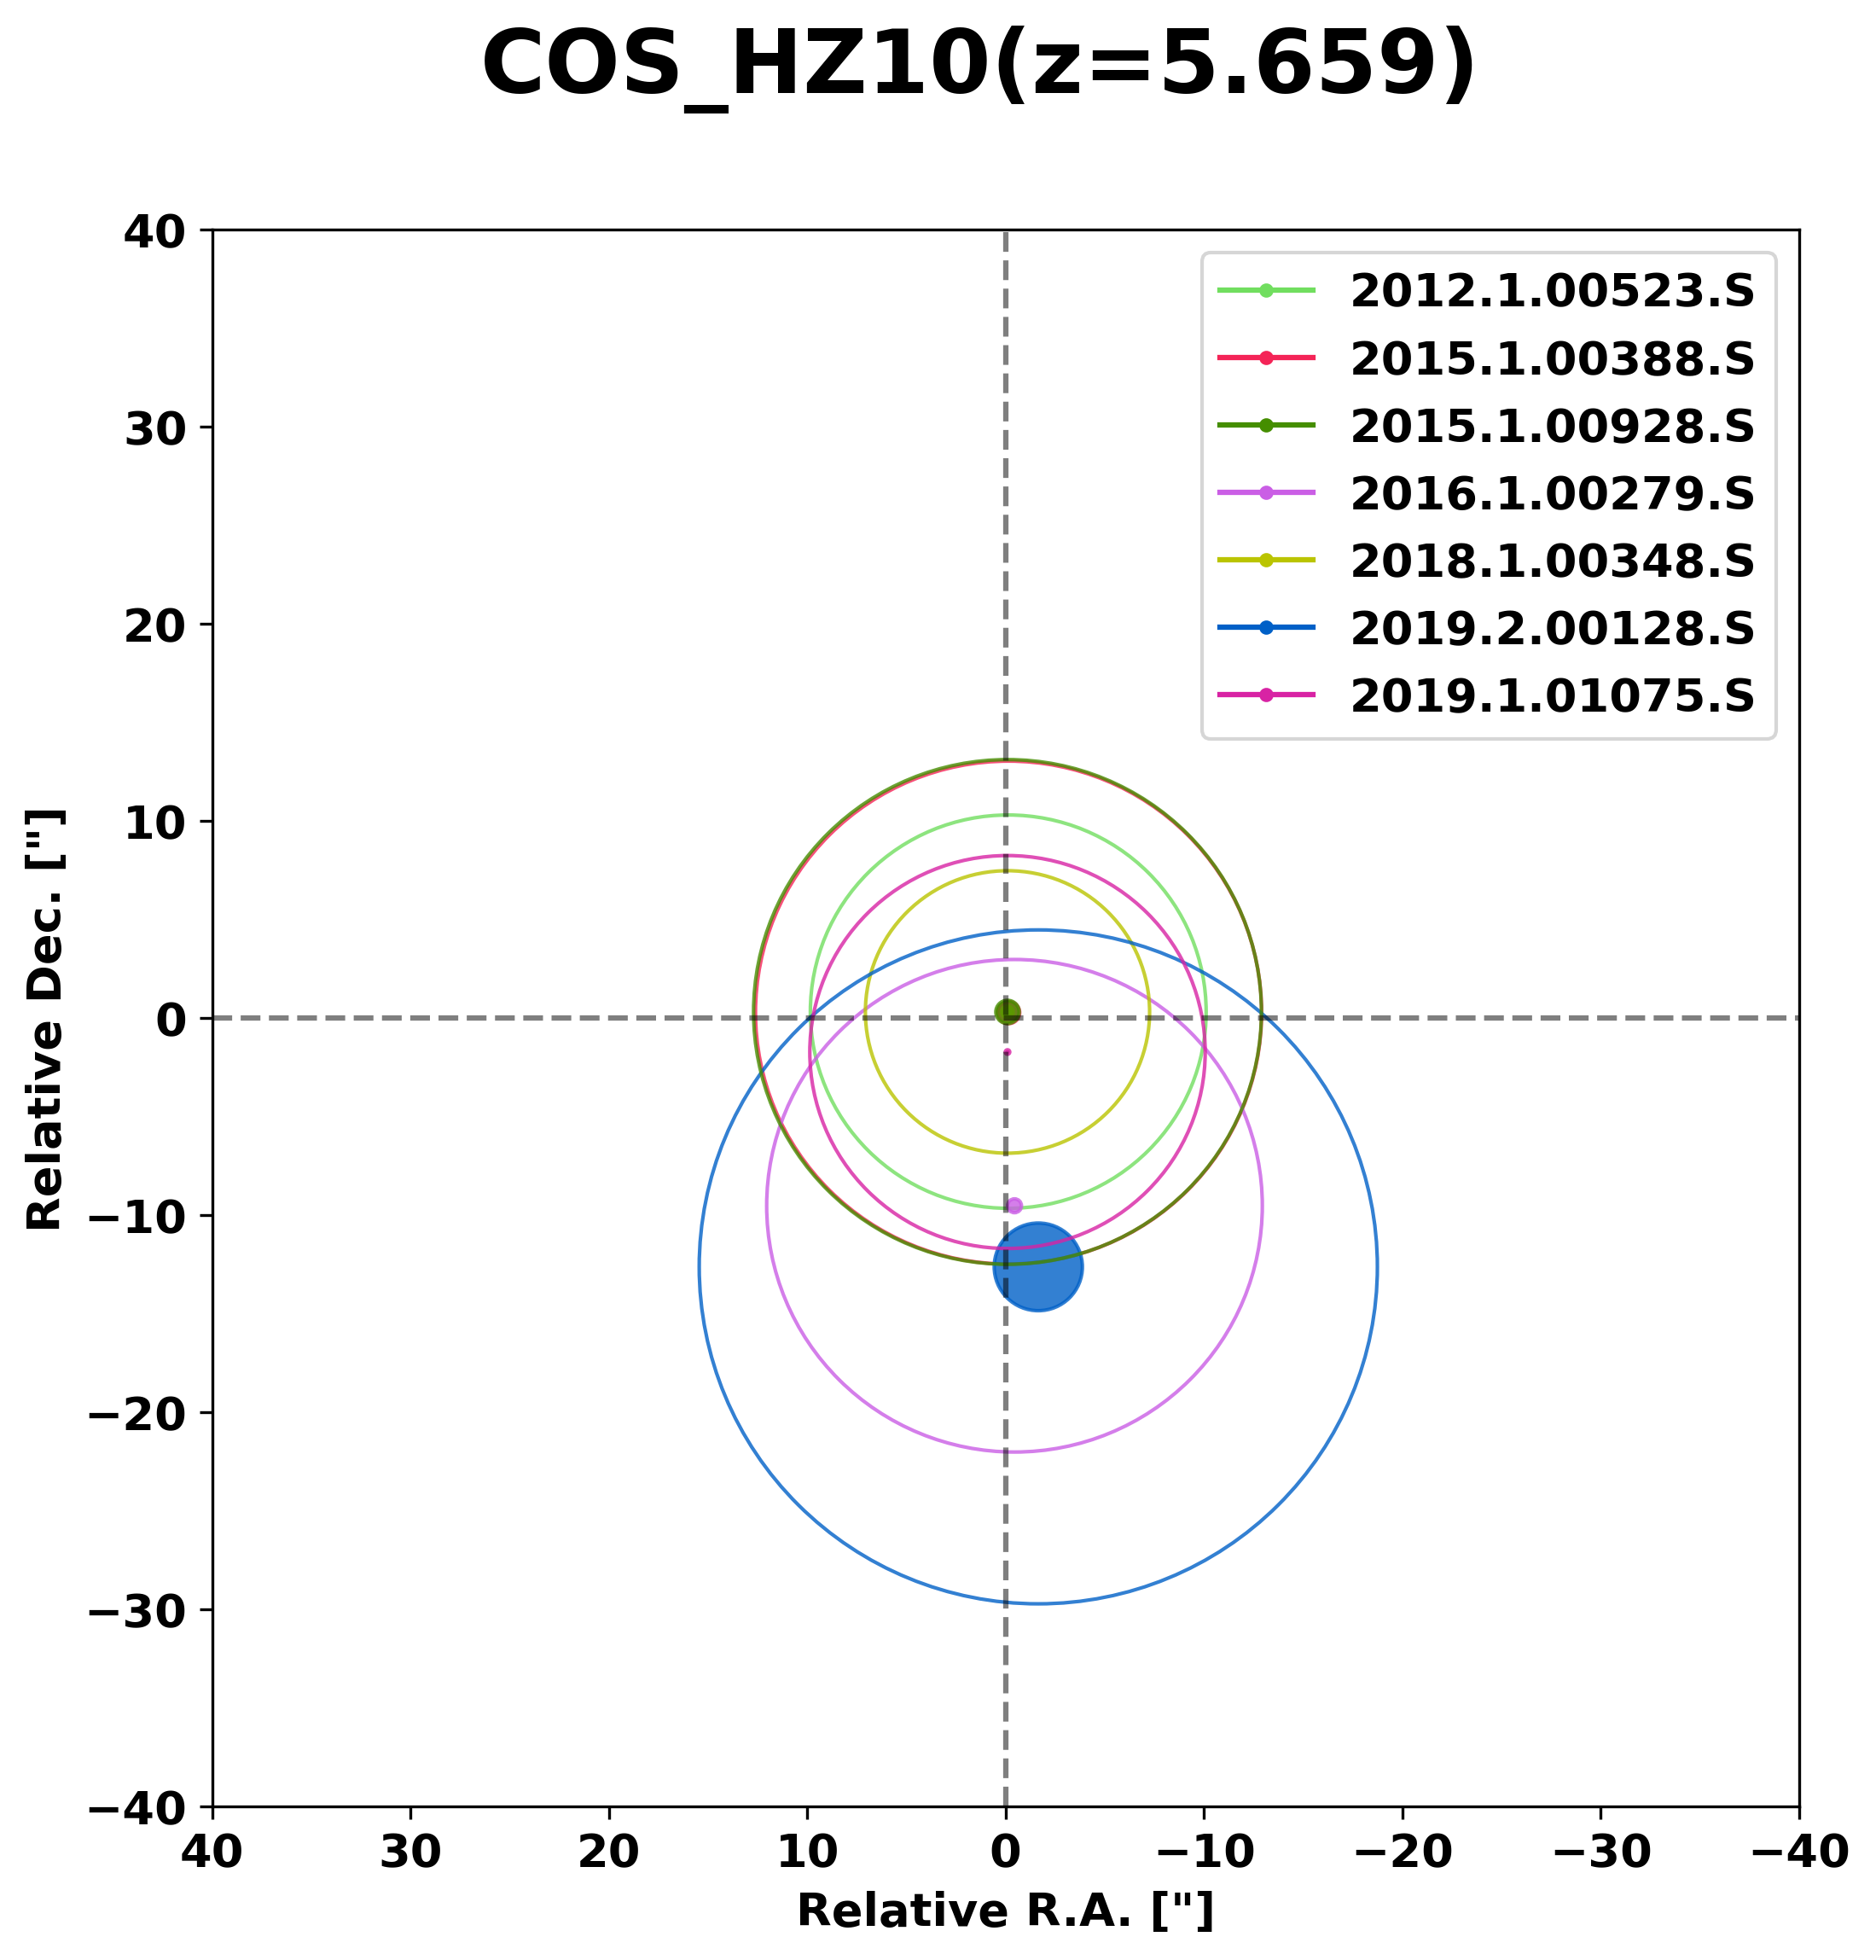 COS_HZ10(z=5.659)
2012.1.00523.S
2015.1.00388.S
2015.1.00928.S
2016.1.00279.S
2018.1.00348.S
2019.2.00128.S
2019.1.01075.S
Relative Dec. ["]
40
30
20
10
0
−10
−20
−30
−40
40 30 20 10 0 −10 −20 −30 −40
Relative R.A. ["]